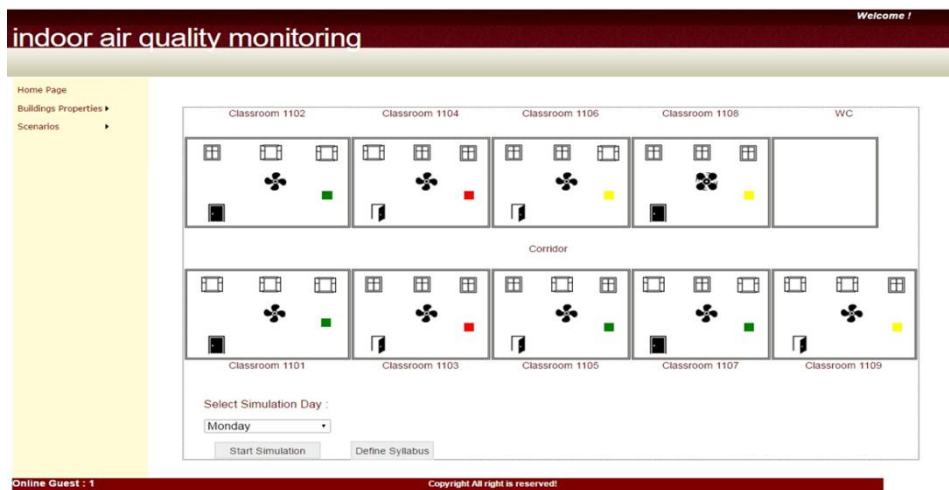 Welcome !
indoor air quality monitoring
Home Page
Buildings Properties
Scenarios
Classroom 1102 Classroom 1104 Classroom 1106 Classroom 1108 WC
Corridor
Classroom 1101 Classroom 1103 Classroom 1105 Classroom 1107 Classroom 1109
Select Simulation Day :
Monday
Start Simulation Define Syllabus
Online Guest : 1 Copyright All right is reserved!